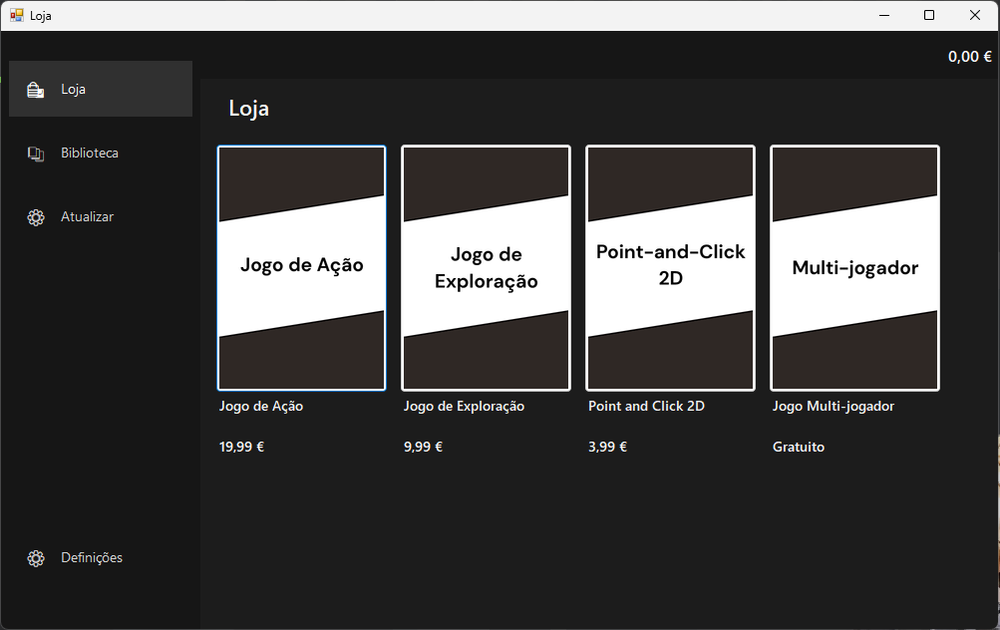 Loja
0,00 €
Loja
Biblioteca
Atualizar
Definições
Loja
Jogo de Ação
Jogo de
Exploração
Point-and-Click
2D
Multi-jogador
Jogo de Ação
Jogo de Exploração
Point and Click 2D
Jogo Multi-jogador
19,99 €
9,99 €
3,99 €
Gratuito